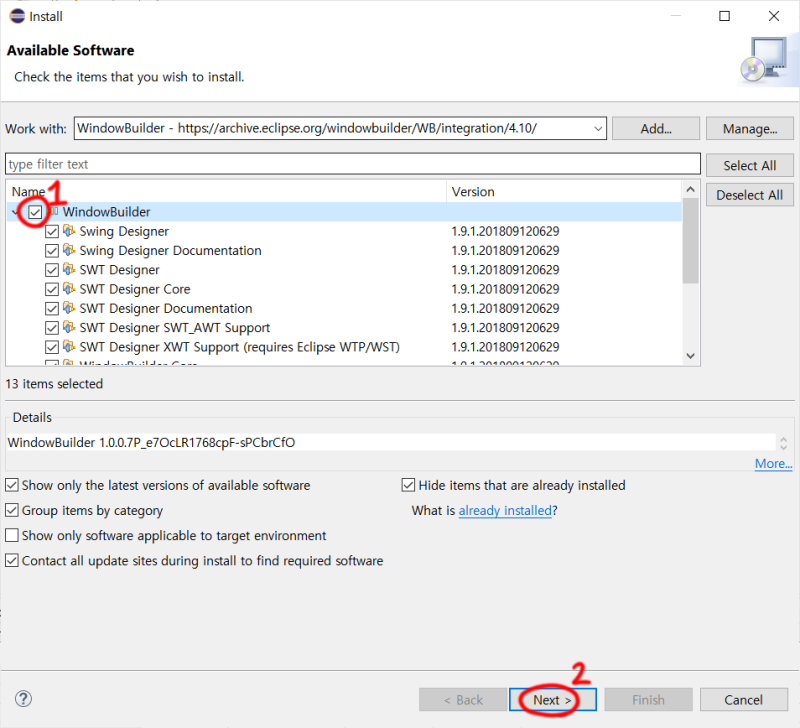 Install
Available Software
Check the items that you wish to install.
Work with: WindowBuilder - https://archive.eclipse.org/windowbuilder/WB/integration/4.10/ Add... Manage...
type filter text Select All
Deselect All
Name Version
1
WindowBuilder
Swing Designer 1.9.1.201809120629
Swing Designer Documentation 1.9.1.201809120629
SWT Designer 1.9.1.201809120629
SWT Designer Core 1.9.1.201809120629
SWT Designer Documentation 1.9.1.201809120629
SWT Designer SWT_AWT Support 1.9.1.201809120629
SWT Designer XWT Support (requires Eclipse WTP/WST) 1.9.1.201809120629
WindowBuilder Core 1.9.1.201809120629
13 items selected
Details
WindowBuilder 1.0.0.7P_e7OcLR1768cpF-sPCbrCfO
More...
Show only the latest versions of available software Hide items that are already installed
Group items by category What is already installed?
Show only software applicable to target environment
Contact all update sites during install to find required software
2
? < Back Next > Finish Cancel